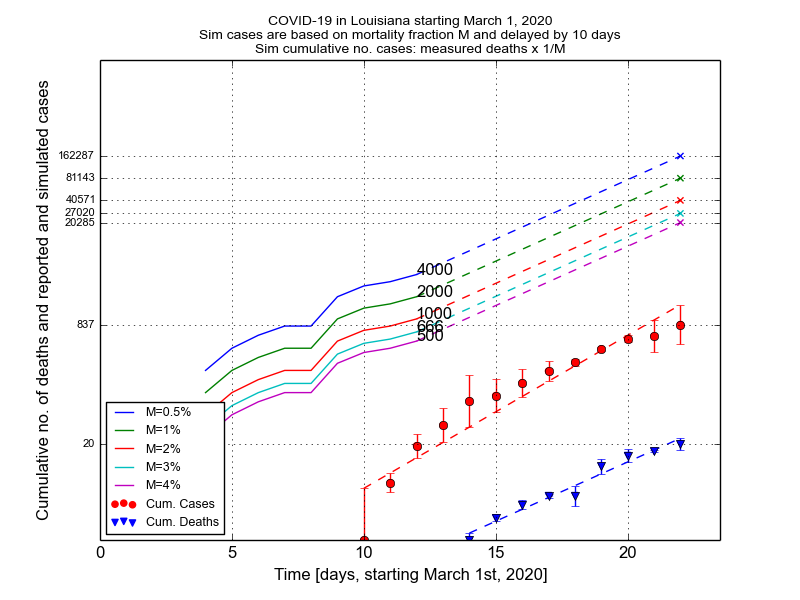 COVID-19 in Louisiana starting March 1, 2020
Sim cases are based on mortality fraction M and delayed by 10 days
Sim cumulative no. cases: measured deaths x 1/M
Cumulative no. of deaths and reported and simulated cases
162287
81143
40571
27020
20285
837
20
4000
2000
1000
666
500
M=0.5%
M=1%
M=2%
M=3%
M=4%
Cum. Cases
Cum. Deaths
0
5
10
15
20
Time [days, starting March 1st, 2020]